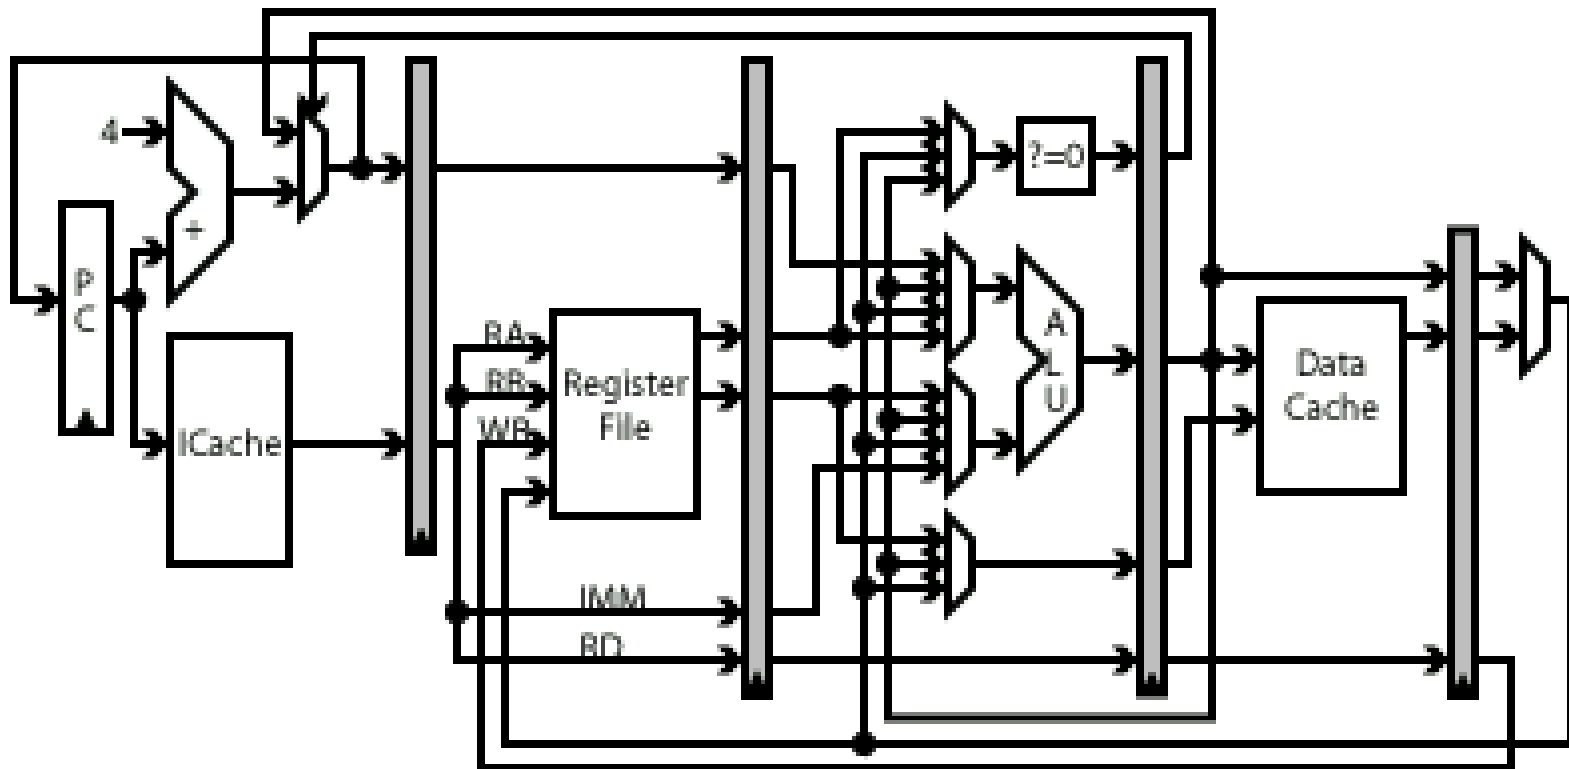 4
+
?=0
P
C
RA
RB
WB
ICache
Register
File
A
L
U
Data
Cache
IMM
RD